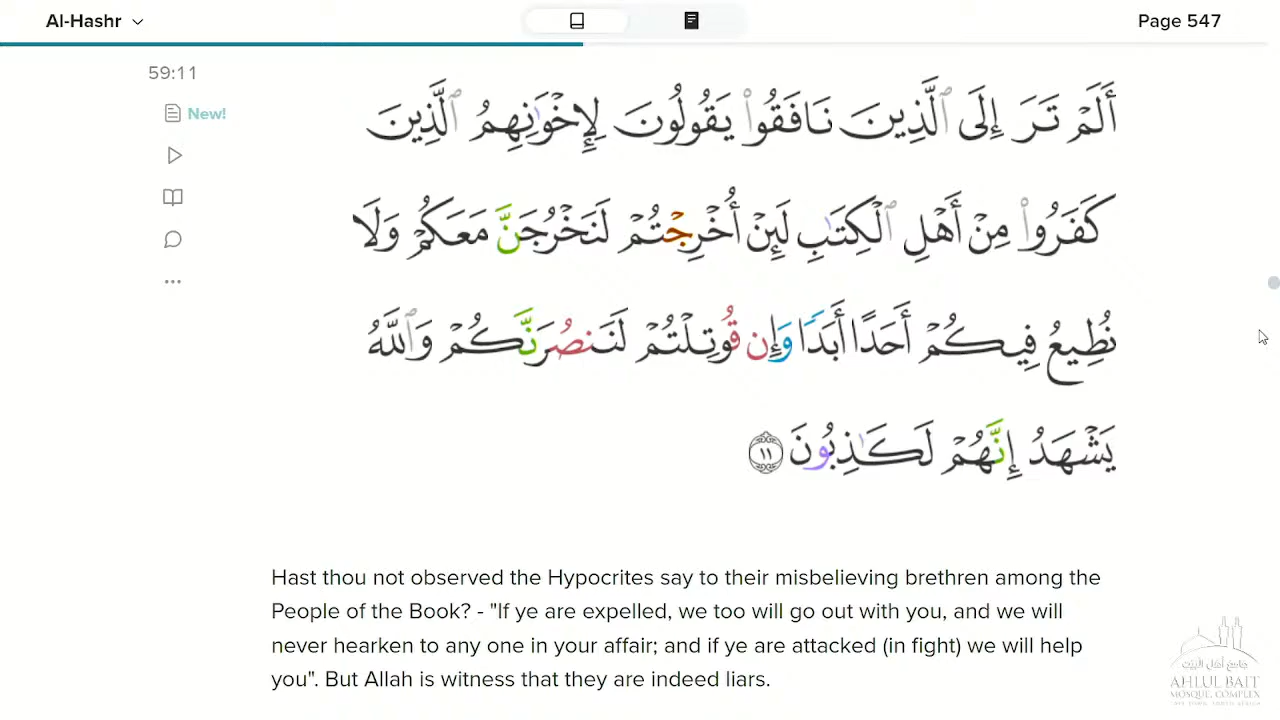 Al-Hashr
Page 547
59:11
New!
أَلَمْ تَرَ إِلَى ٱلَّذِينَ نَافَقُوا۟ يَقُولُونَ لِإِخْوَٰنِهِمُ ٱلَّذِينَ
كَفَرُوا۟ مِنْ أَهْلِ ٱلْكِتَٰبِ لَئِنْ أُخْرِجْتُمْ لَنَخْرُجَنَّ مَعَكُمْ وَلَا
نُطِيعُ فِيكُمْ أَحَدًا أَبَدًا وَإِن قُوتِلْتُمْ لَنَنصُرَنَّكُمْ وَٱللَّهُ
يَشْهَدُ إِنَّهُمْ لَكَٰذِبُونَ ١١
Hast thou not observed the Hypocrites say to their misbelieving brethren among the
People of the Book? - "If ye are expelled, we too will go out with you, and we will
never hearken to any one in your affair; and if ye are attacked (in fight) we will help
you". But Allah is witness that they are indeed liars.
جامع أهل البيت
AHLUL BAIT
MOSQUE COMPLEX